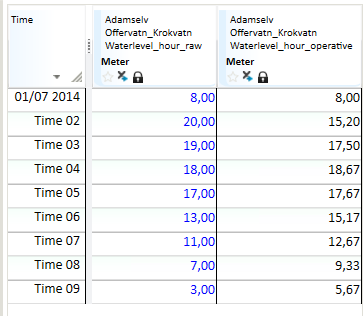 Time
Adamselv
Offervatn_Krokvatn
Waterlevel_hour_raw
Meter
Adamselv
Offervatn_Krokvatn
Waterlevel_hour_operative
Meter
01/07 2014 8,00 8,00
Time 02 20,00 15,20
Time 03 19,00 17,50
Time 04 18,00 18,67
Time 05 17,00 17,67
Time 06 13,00 15,17
Time 07 11,00 12,67
Time 08 7,00 9,33
Time 09 3,00 5,67